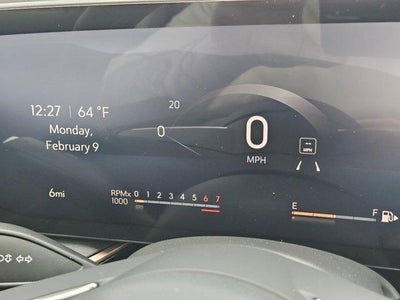 12:27 | 64 °F
Monday,
February 9
20
0
0
MPH
--
MPH
6mi
RPMx
1000
0 1 2 3 4 5 6 7
E F